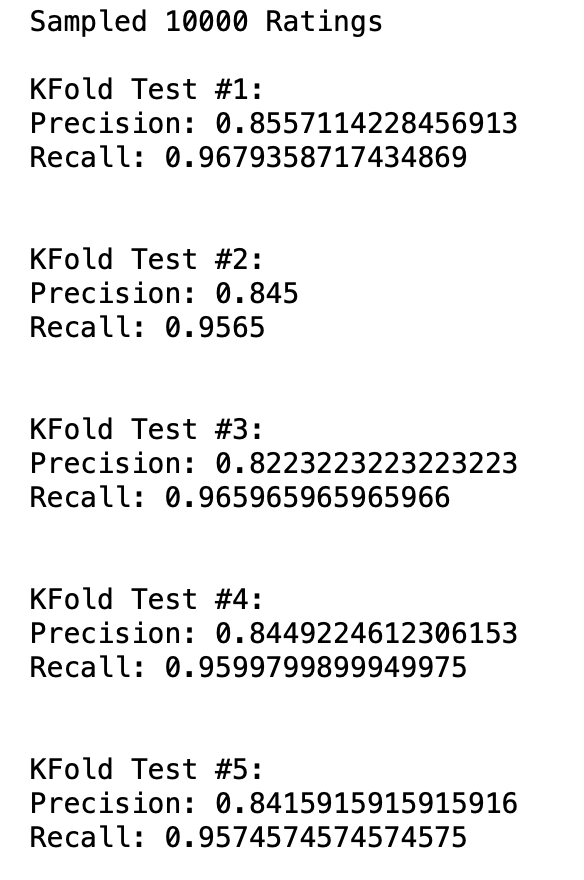 Sampled 10000 Ratings
KFold Test #1:
Precision: 0.8557114228456913
Recall: 0.9679358717434869
KFold Test #2:
Precision: 0.845
Recall: 0.9565
KFold Test #3:
Precision: 0.8223223223223223
Recall: 0.965965965965966
KFold Test #4:
Precision: 0.8449224612306153
Recall: 0.9599799899949975
KFold Test #5:
Precision: 0.8415915915915916
Recall: 0.9574574574574575